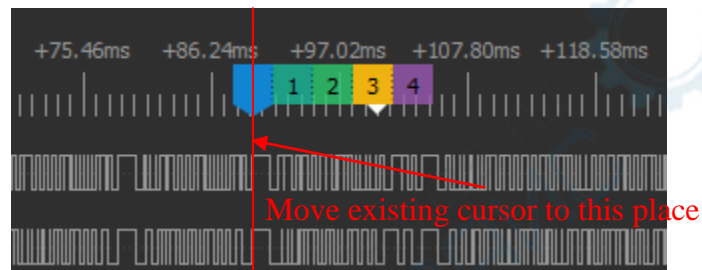 +75.46ms +86.24ms +97.02ms +107.80ms +118.58ms
1 2 3 4
Move existing cursor to this place